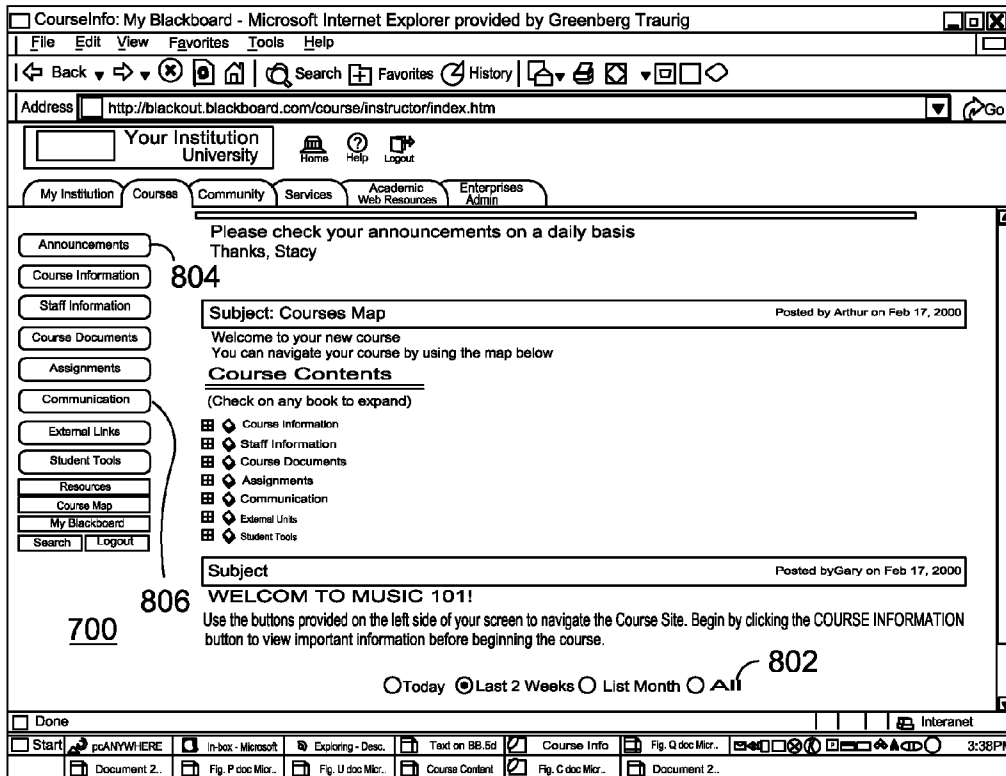 CourseInfo: My Blackboard - Microsoft Internet Explorer provided by Greenberg Traurig
File Edit View Favorites Tools Help
Back Search Favorites History
Address http://blackout.blackboard.com/course/instructor/index.htm Go
Your Institution
University
Home Help Logout
My Institution Courses Community Services Academic Web Resources Enterprises Admin
Please check your announcements on a daily basis
Thanks, Stacy
Announcements
804
Course Information
Staff Information
Course Documents
Assignments
Communication
External Links
Student Tools
Resources
Course Map
My Blackboard
Search Logout
806
700
Subject: Courses Map Posted by Arthur on Feb 17, 2000
Welcome to your new course
You can navigate your course by using the map below
Course Contents
(Check on any book to expand)
Course Information
Staff Information
Course Documents
Assignments
Communication
External Units
Student Tools
Subject Posted byGary on Feb 17, 2000
WELCOM TO MUSIC 101!
Use the buttons provided on the left side of your screen to navigate the Course Site. Begin by clicking the COURSE INFORMATION
button to view important information before beginning the course.
802
Today Last 2 Weeks List Month All
Done Interanet
Start pcANYWHERE In-box - Microsoft Exploring - Desc. Text on BB.5d Course Info Fig. Q doc Micr.. 3:38PM
Document 2.. Fig. P doc Micr.. Fig. U doc Micr.. Course Content Fig. C doc Micr.. Document 2..